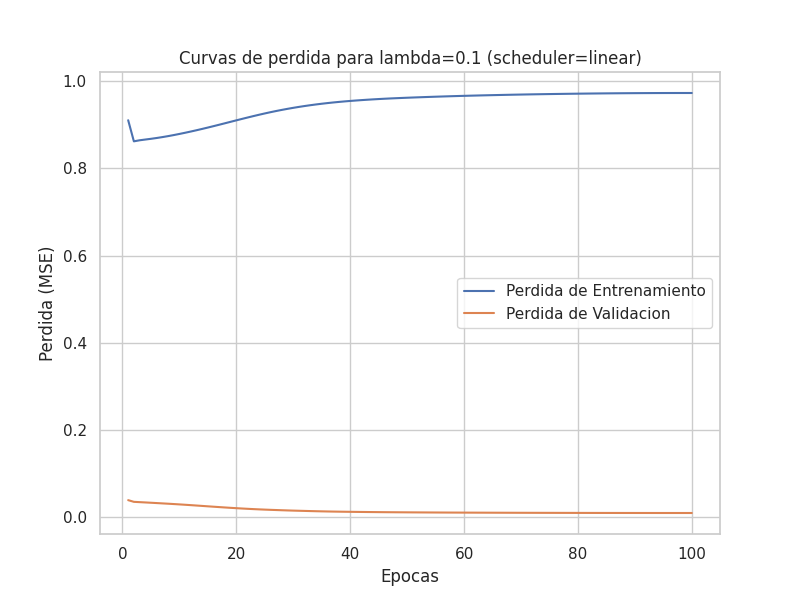 Curvas de perdida para lambda=0.1 (scheduler=linear)
1.0
0.8
0.6
0.4
0.2
0.0
Perdida (MSE)
Perdida de Entrenamiento
Perdida de Validacion
0 20 40 60 80 100
Epocas